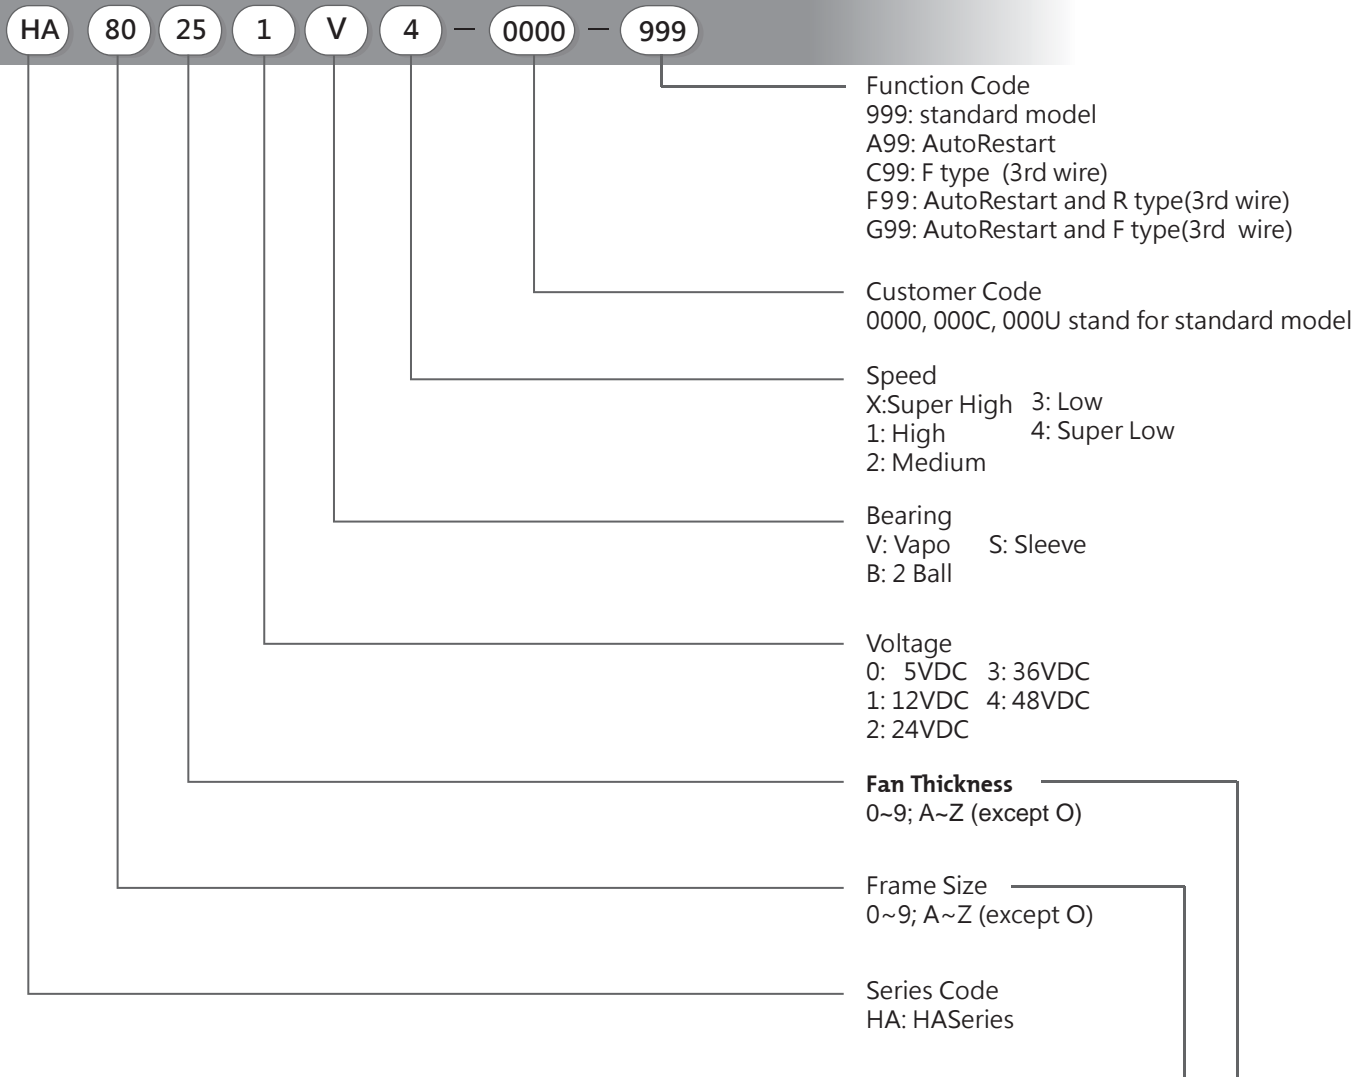 HA 80 25 1 V 4 – 0000 – 999
Function Code
999: standard model
A99: AutoRestart
C99: F type (3rd wire)
F99: AutoRestart and R type(3rd wire)
G99: AutoRestart and F type(3rd wire)
Customer Code
0000, 000C, 000U stand for standard model
Speed
X:Super High 3: Low
1: High 4: Super Low
2: Medium
Bearing
V: Vapo S: Sleeve
B: 2 Ball
Voltage
0: 5VDC 3: 36VDC
1: 12VDC 4: 48VDC
2: 24VDC
Fan Thickness
0~9; A~Z (except O)
Frame Size
0~9; A~Z (except O)
Series Code
HA: HASeries